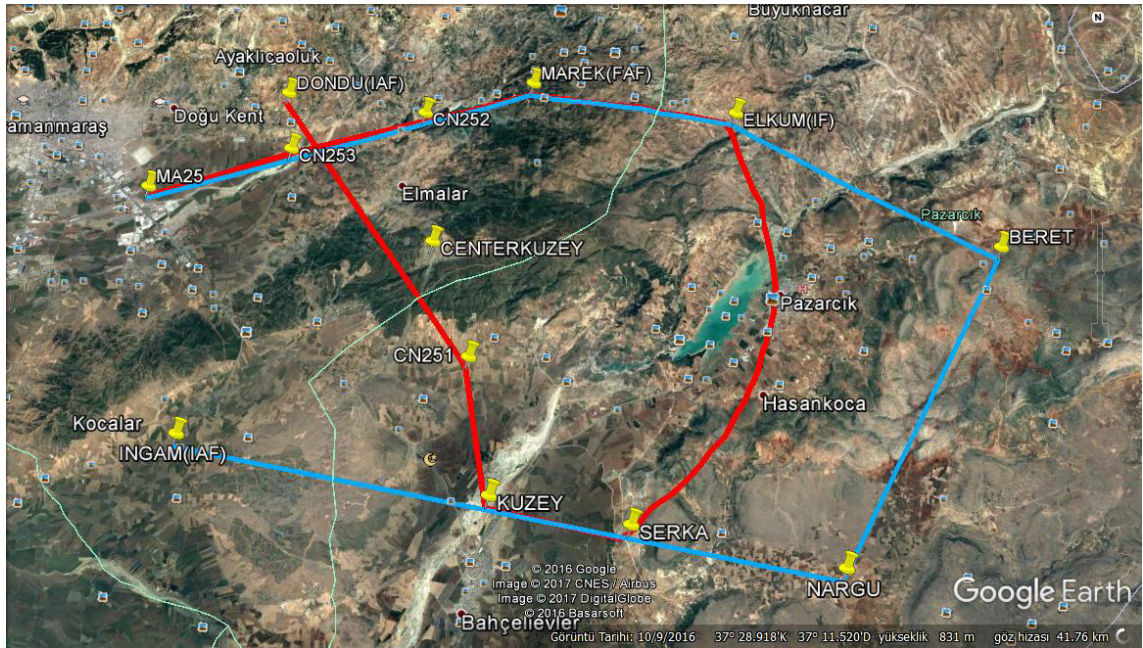 Büyüknacar
N
Ayaklıcaoluk
DONDU(IAF)
MAREK(FAF)
Doğu Kent
CN252
ELKUM(IF)
amanmaraş
CN253
MA25
Elmalar
Pazarcık
BERET
CENTERKUZEY
H
Pazarcık
CN251
Hasankoca
Kocalar
INGAM(IAF)
KUZEY
SERKA
NARGU
© 2016 Google
Image © 2017 CNES / Airbus
Image © 2017 DigitalGlobe
© 2016 Basarsoft
Google Earth
Bahçelievler
Görüntü Tarihi: 10/9/2016 37° 28.918'K 37° 11.520'D yükseklik 831 m göz hizası 41.76 km